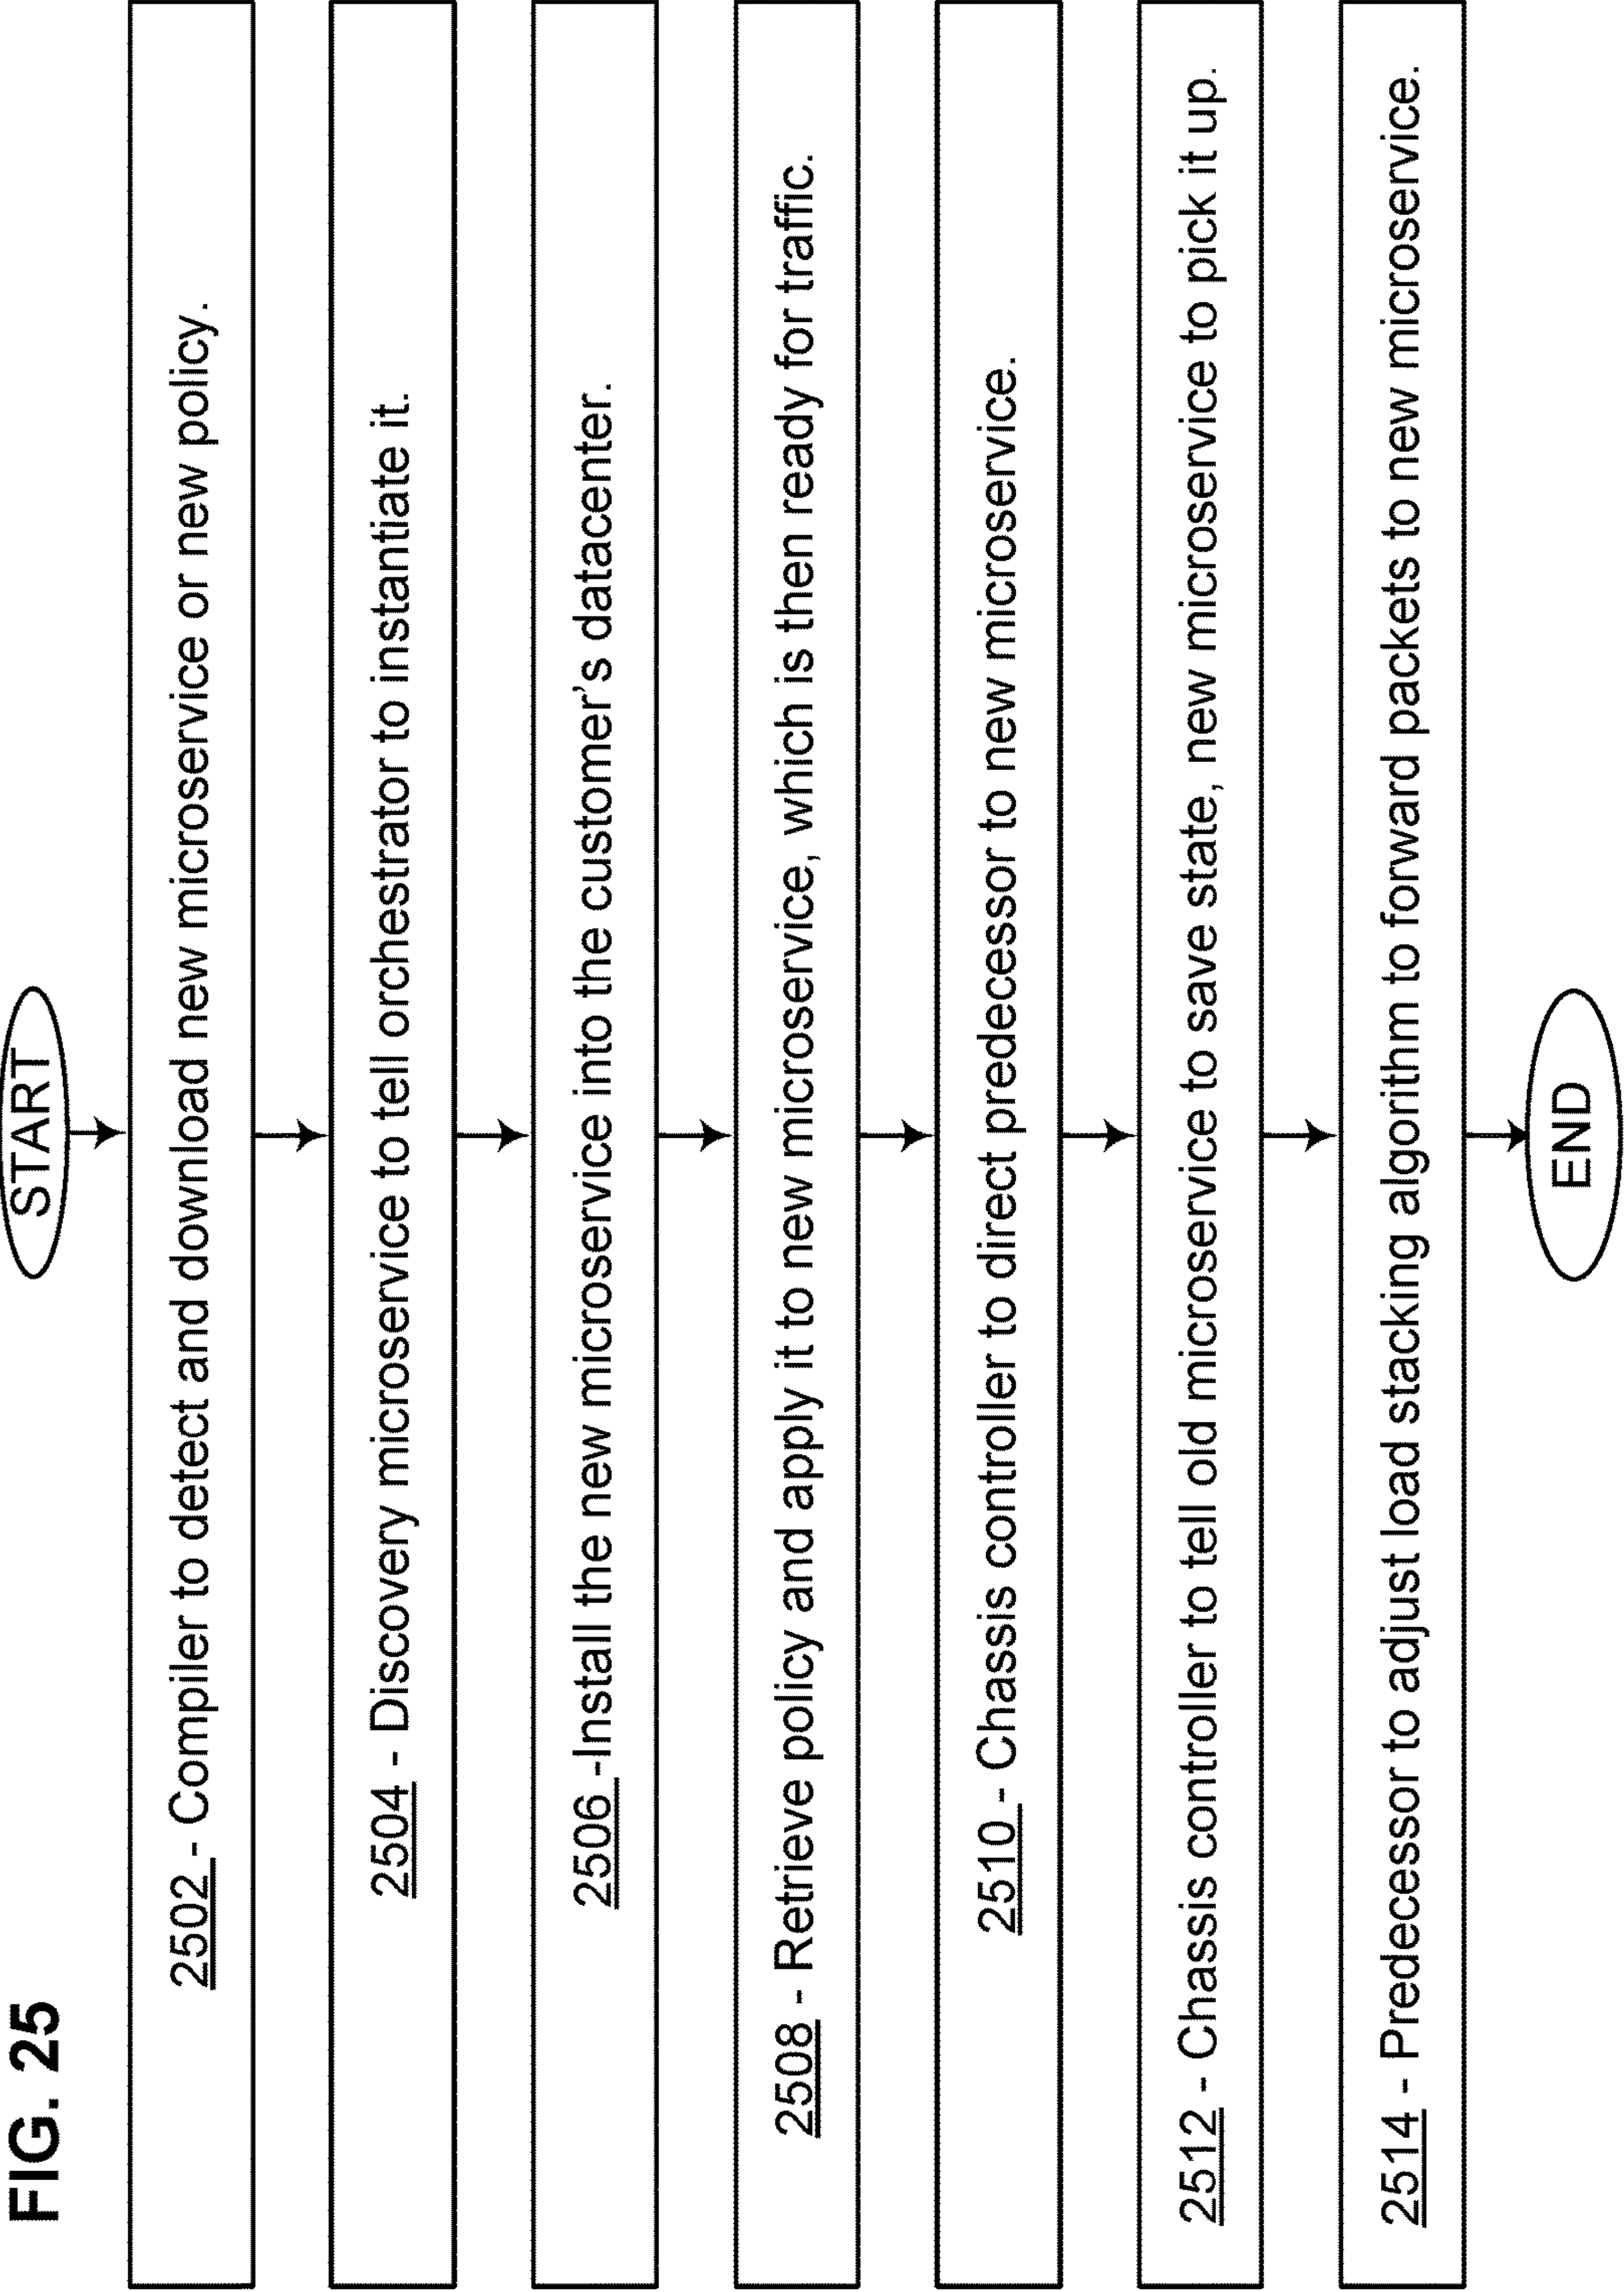 FIG. 25
START
2502 - Compiler to detect and download new microservice or new policy.
2504 - Discovery microservice to tell orchestrator to instantiate it.
2506 -Install the new microservice into the customer's datacenter.
2508 - Retrieve policy and apply it to new microservice, which is then ready for traffic.
2510 - Chassis controller to direct predecessor to new microservice.
2512 - Chassis controller to tell old microservice to save state, new microservice to pick it up.
2514 - Predecessor to adjust load stacking algorithm to forward packets to new microservice.
END